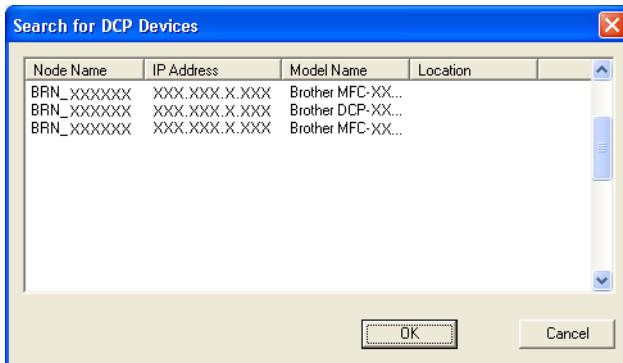 Search for DCP Devices
Node Name IP Address Model Name Location
BRN_XXXXXX XXX.XXX.X.XXX Brother MFC-XX...
BRN_XXXXXX XXX.XXX.X.XXX Brother DCP-XX...
BRN_XXXXXX XXX.XXX.X.XXX Brother MFC-XX...
OK Cancel